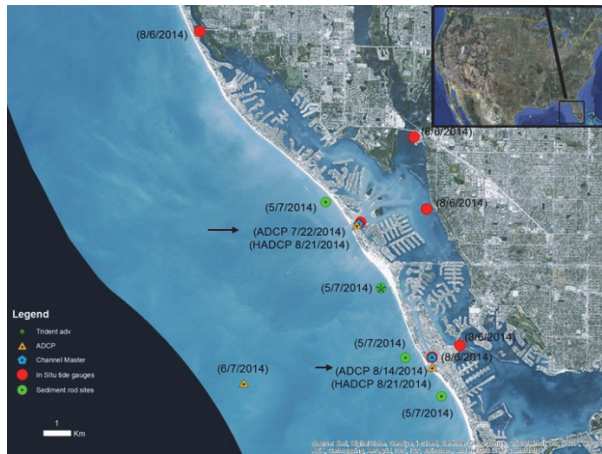 (8/6/2014)
(8/6/2014)
(5/7/2014)
(8/6/2014)
(ADCP 7/22/2014)
(HADCP 8/21/2014)
(5/7/2014)
Legend
Trident adv
ADCP
Channel Master
In Situ tide gauges
Sediment rod sites
1
Km
(6/7/2014)
(5/7/2014)
(8/6/2014)
(8/6/2014)
(ADCP 8/14/2014)
(HADCP 8/21/2014)
(5/7/2014)